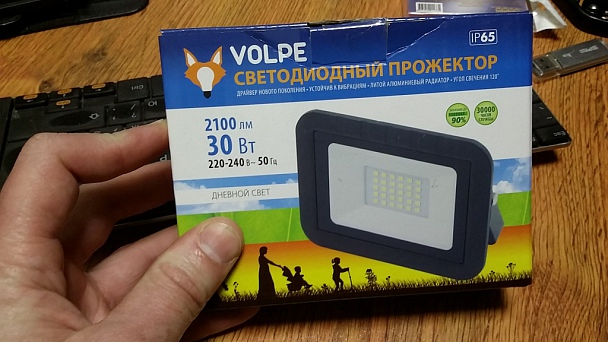 VOLPE
IP65
СВЕТОДИОДНЫЙ ПРОЖЕКТОР
ДРАЙВЕР НОВОГО ПОКОЛЕНИЯ • УСТОЙЧИВ К ВИБРАЦИЯМ • ЛИТОЙ АЛЮМИНИЕВЫЙ РАДИАТОР • УГОЛ СВЕЧЕНИЯ 120°
2100 лм
30 Вт
220-240 В~ 50 Гц
90%
30000
ДНЕВНОЙ СВЕТ